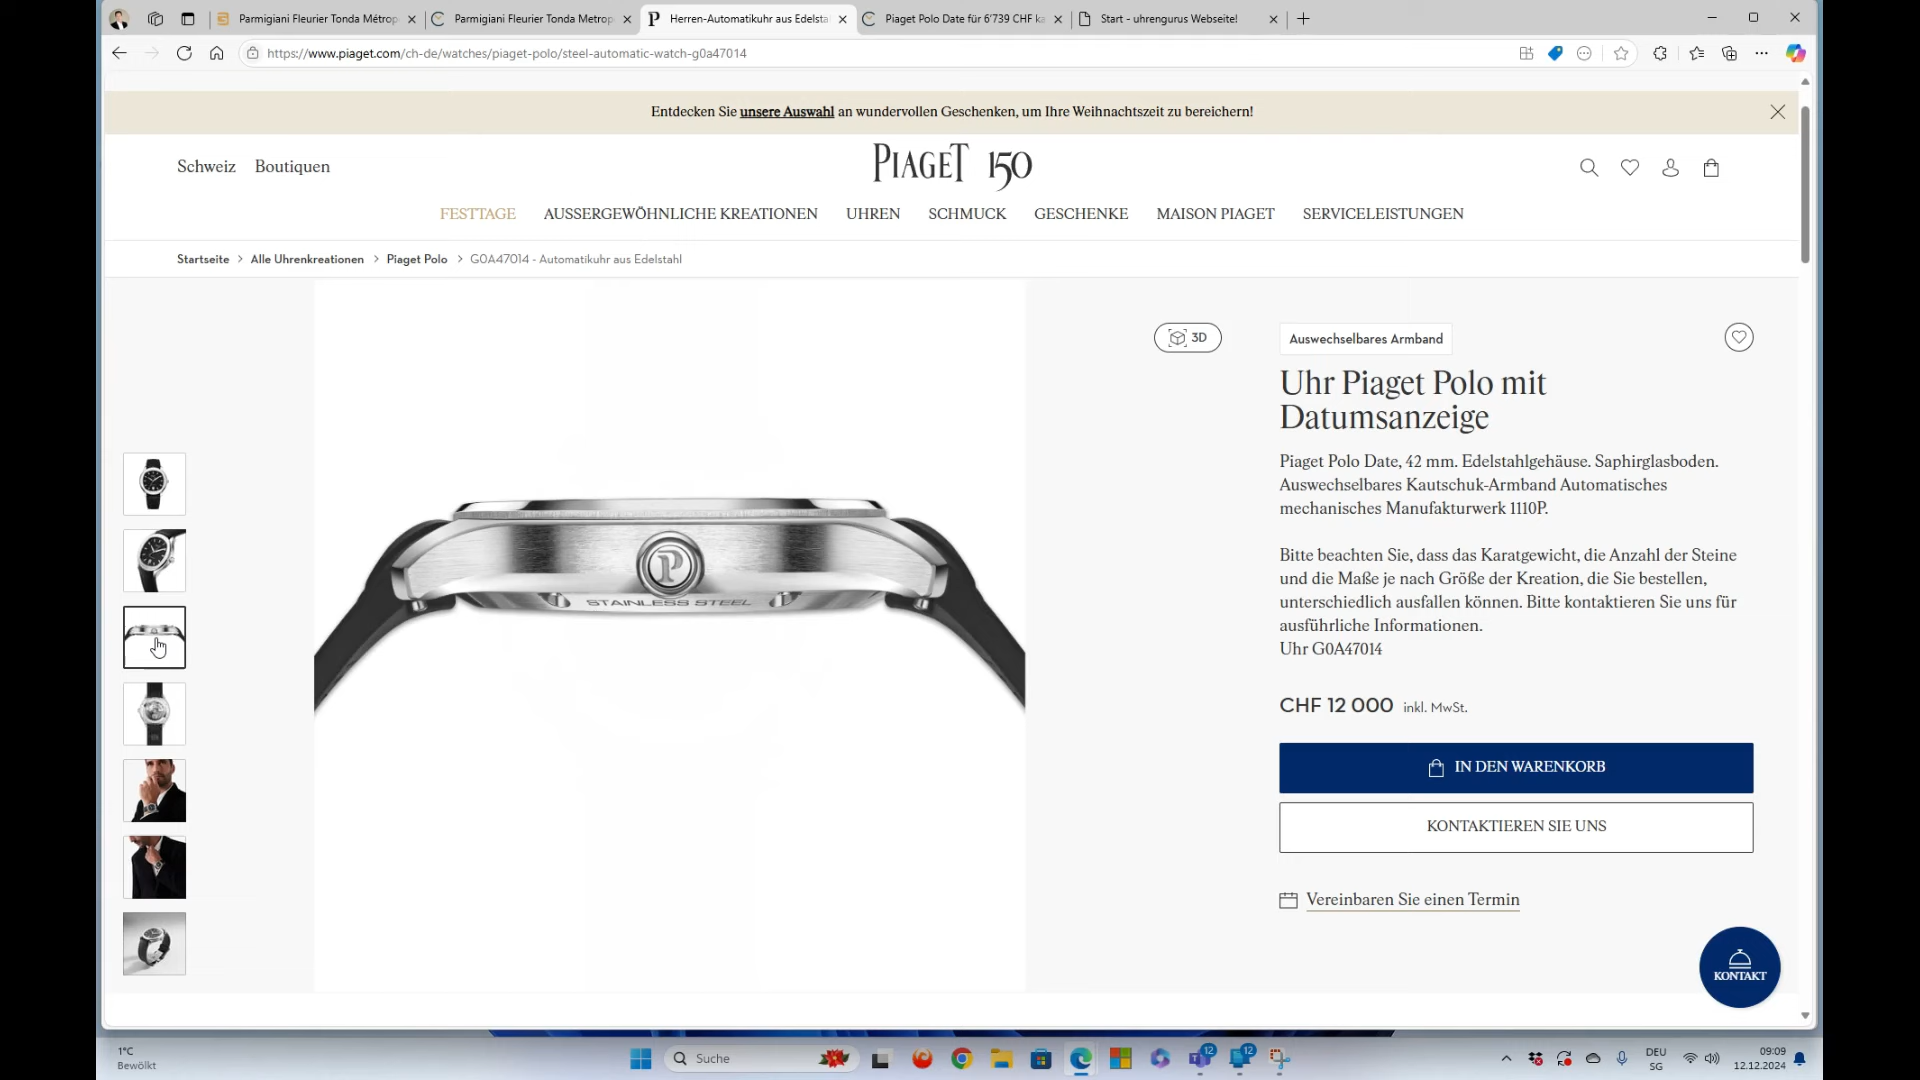 Parmigiani Fleurier Tonda Métrop
Parmigiani Fleurier Tonda Metrop
Herren-Automatikuhr aus Edelsta
Piaget Polo Date für 6'739 CHF ka
Start - uhrengurus Webseite!
https://www.piaget.com/ch-de/watches/piaget-polo/steel-automatic-watch-g0a47014
Entdecken Sie unsere Auswahl an wundervollen Geschenken, um Ihre Weihnachtszeit zu bereichern!
Schweiz Boutiquen
PIAGET 150
FESTTAGE AUSSERGEWÖHNLICHE KREATIONEN UHREN SCHMUCK GESCHENKE MAISON PIAGET SERVICELEISTUNGEN
Startseite > Alle Uhrenkreationen > Piaget Polo > G0A47014 - Automatikuhr aus Edelstahl
3D
Auswechselbares Armband
Uhr Piaget Polo mit
Datumsanzeige
Piaget Polo Date, 42 mm. Edelstahlgehäuse. Saphirglasboden.
Auswechselbares Kautschuk-Armband Automatisches
mechanisches Manufakturwerk 1110P.
Bitte beachten Sie, dass das Karatgewicht, die Anzahl der Steine
und die Maße je nach Größe der Kreation, die Sie bestellen,
unterschiedlich ausfallen können. Bitte kontaktieren Sie uns für
ausführliche Informationen.
Uhr G0A47014
P
STAINLESS STEEL
CHF 12 000 inkl. MwSt.
IN DEN WARENKORB
KONTAKTIEREN SIE UNS
Vereinbaren Sie einen Termin
KONTAKT
1°C
Bewölkt
Suche
12
12
DEU
SG
09:09
12.12.2024